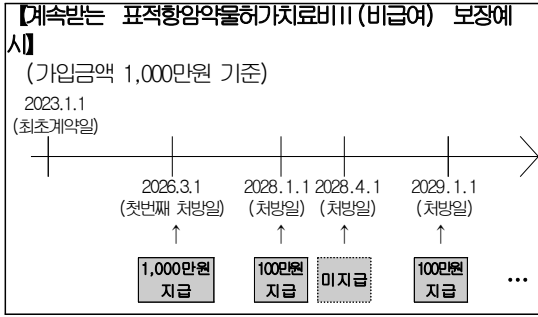 【계속받는 표적항암약물허가치료비Ⅱ(비급여) 보장예
시】
(가입금액 1,000만원 기준)
2023.1.1
(최초계약일)
2026.3.1 2028.1.1 2028.4.1 2029.1.1
(첫번째 처방일) (처방일) (처방일) (처방일)
↑ ↑ ↑ ↑
1,000만원 100만원 미지급 100만원
지급 지급 지급 …